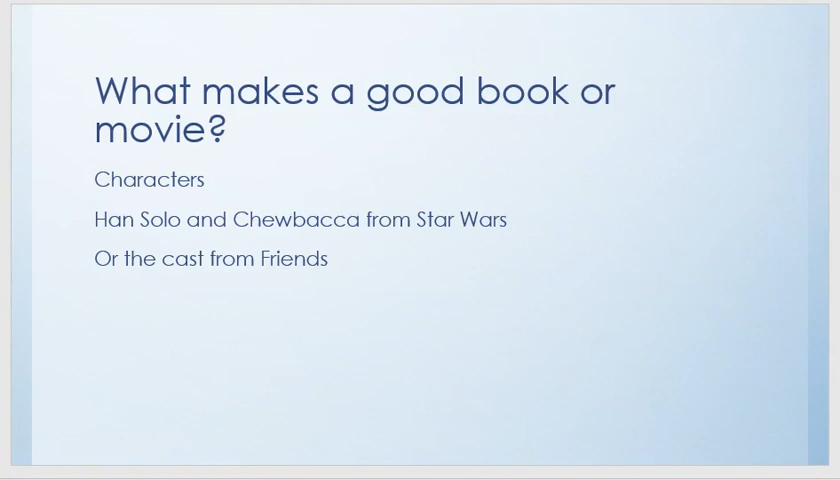 What makes a good book or
movie?
Characters
Han Solo and Chewbacca from Star Wars
Or the cast from Friends